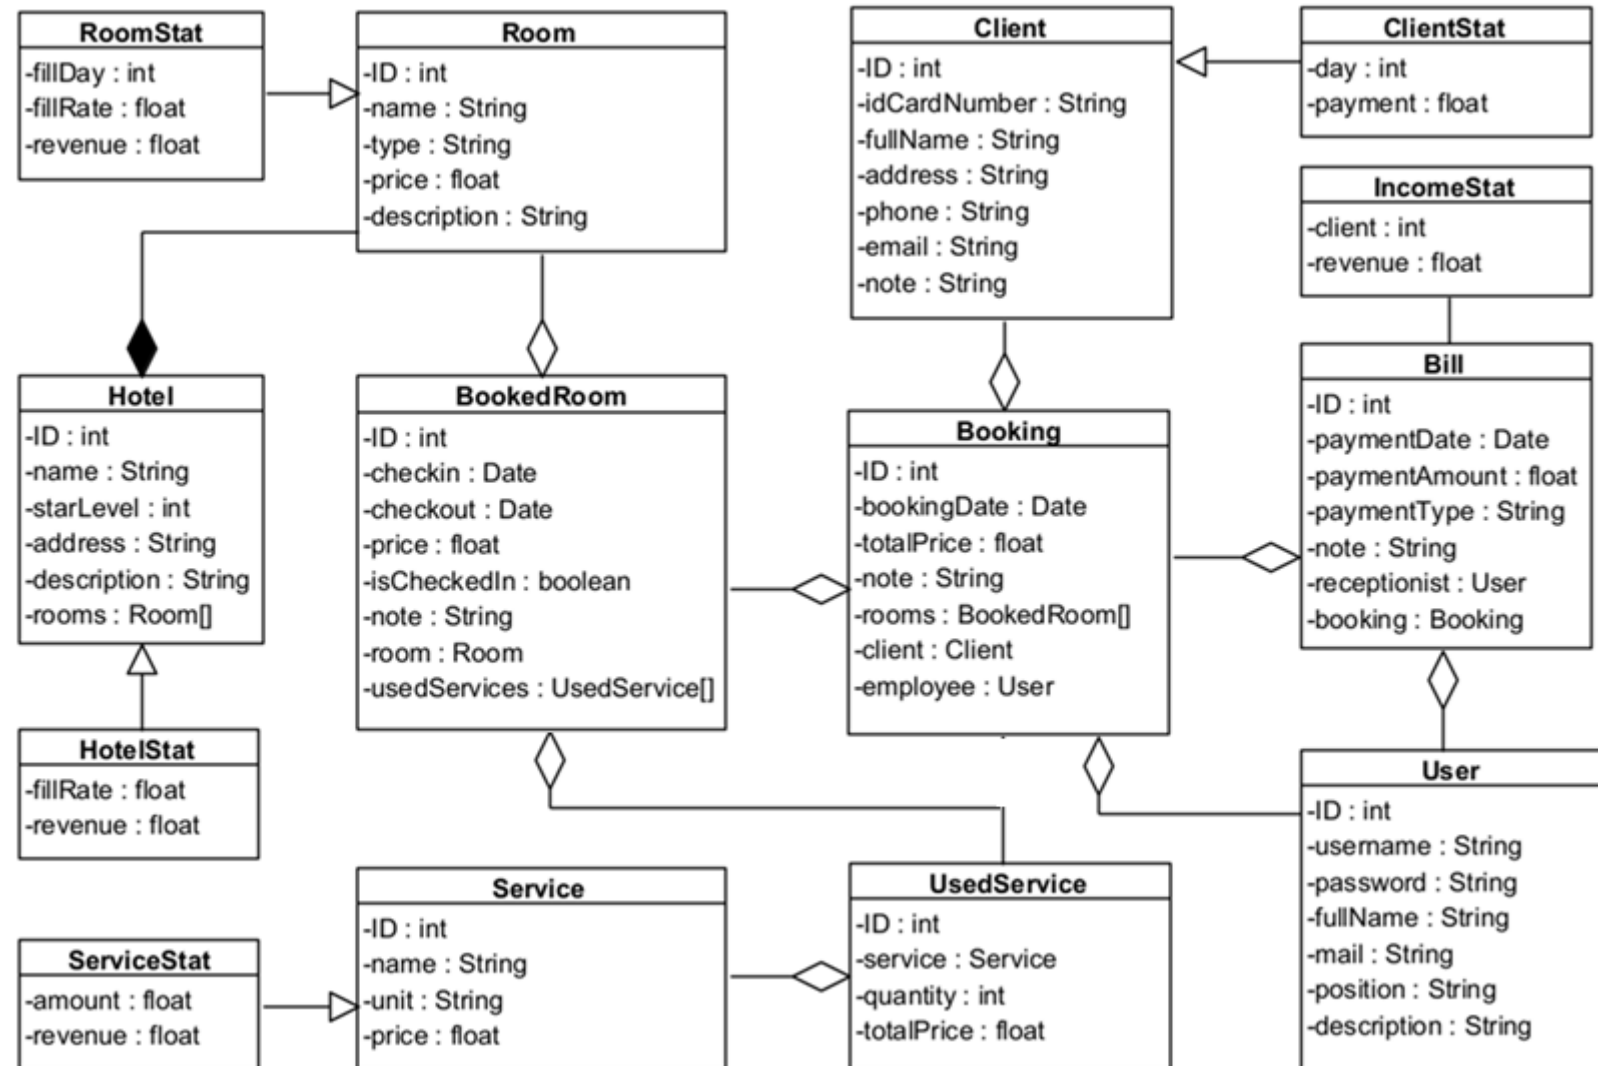 RoomStat
-fillDay : int
-fillRate : float
-revenue : float
Room
-ID : int
-name : String
-type : String
-price : float
-description : String
Client
-ID : int
-idCardNumber : String
-fullName : String
-address : String
-phone : String
-email : String
-note : String
ClientStat
-day : int
-payment : float
IncomeStat
-client : int
-revenue : float
Hotel
-ID : int
-name : String
-starLevel : int
-address : String
-description : String
-rooms : Room[]
BookedRoom
-ID : int
-checkin : Date
-checkout : Date
-price : float
-isCheckedIn : boolean
-note : String
-room : Room
-usedServices : UsedService[]
Booking
-ID : int
-bookingDate : Date
-totalPrice : float
-note : String
-rooms : BookedRoom[]
-client : Client
-employee : User
Bill
-ID : int
-paymentDate : Date
-paymentAmount : float
-paymentType : String
-note : String
-receptionist : User
-booking : Booking
HotelStat
-fillRate : float
-revenue : float
User
-ID : int
-username : String
-password : String
-fullName : String
-mail : String
-position : String
-description : String
ServiceStat
-amount : float
-revenue : float
Service
-ID : int
-name : String
-unit : String
-price : float
UsedService
-ID : int
-service : Service
-quantity : int
-totalPrice : float